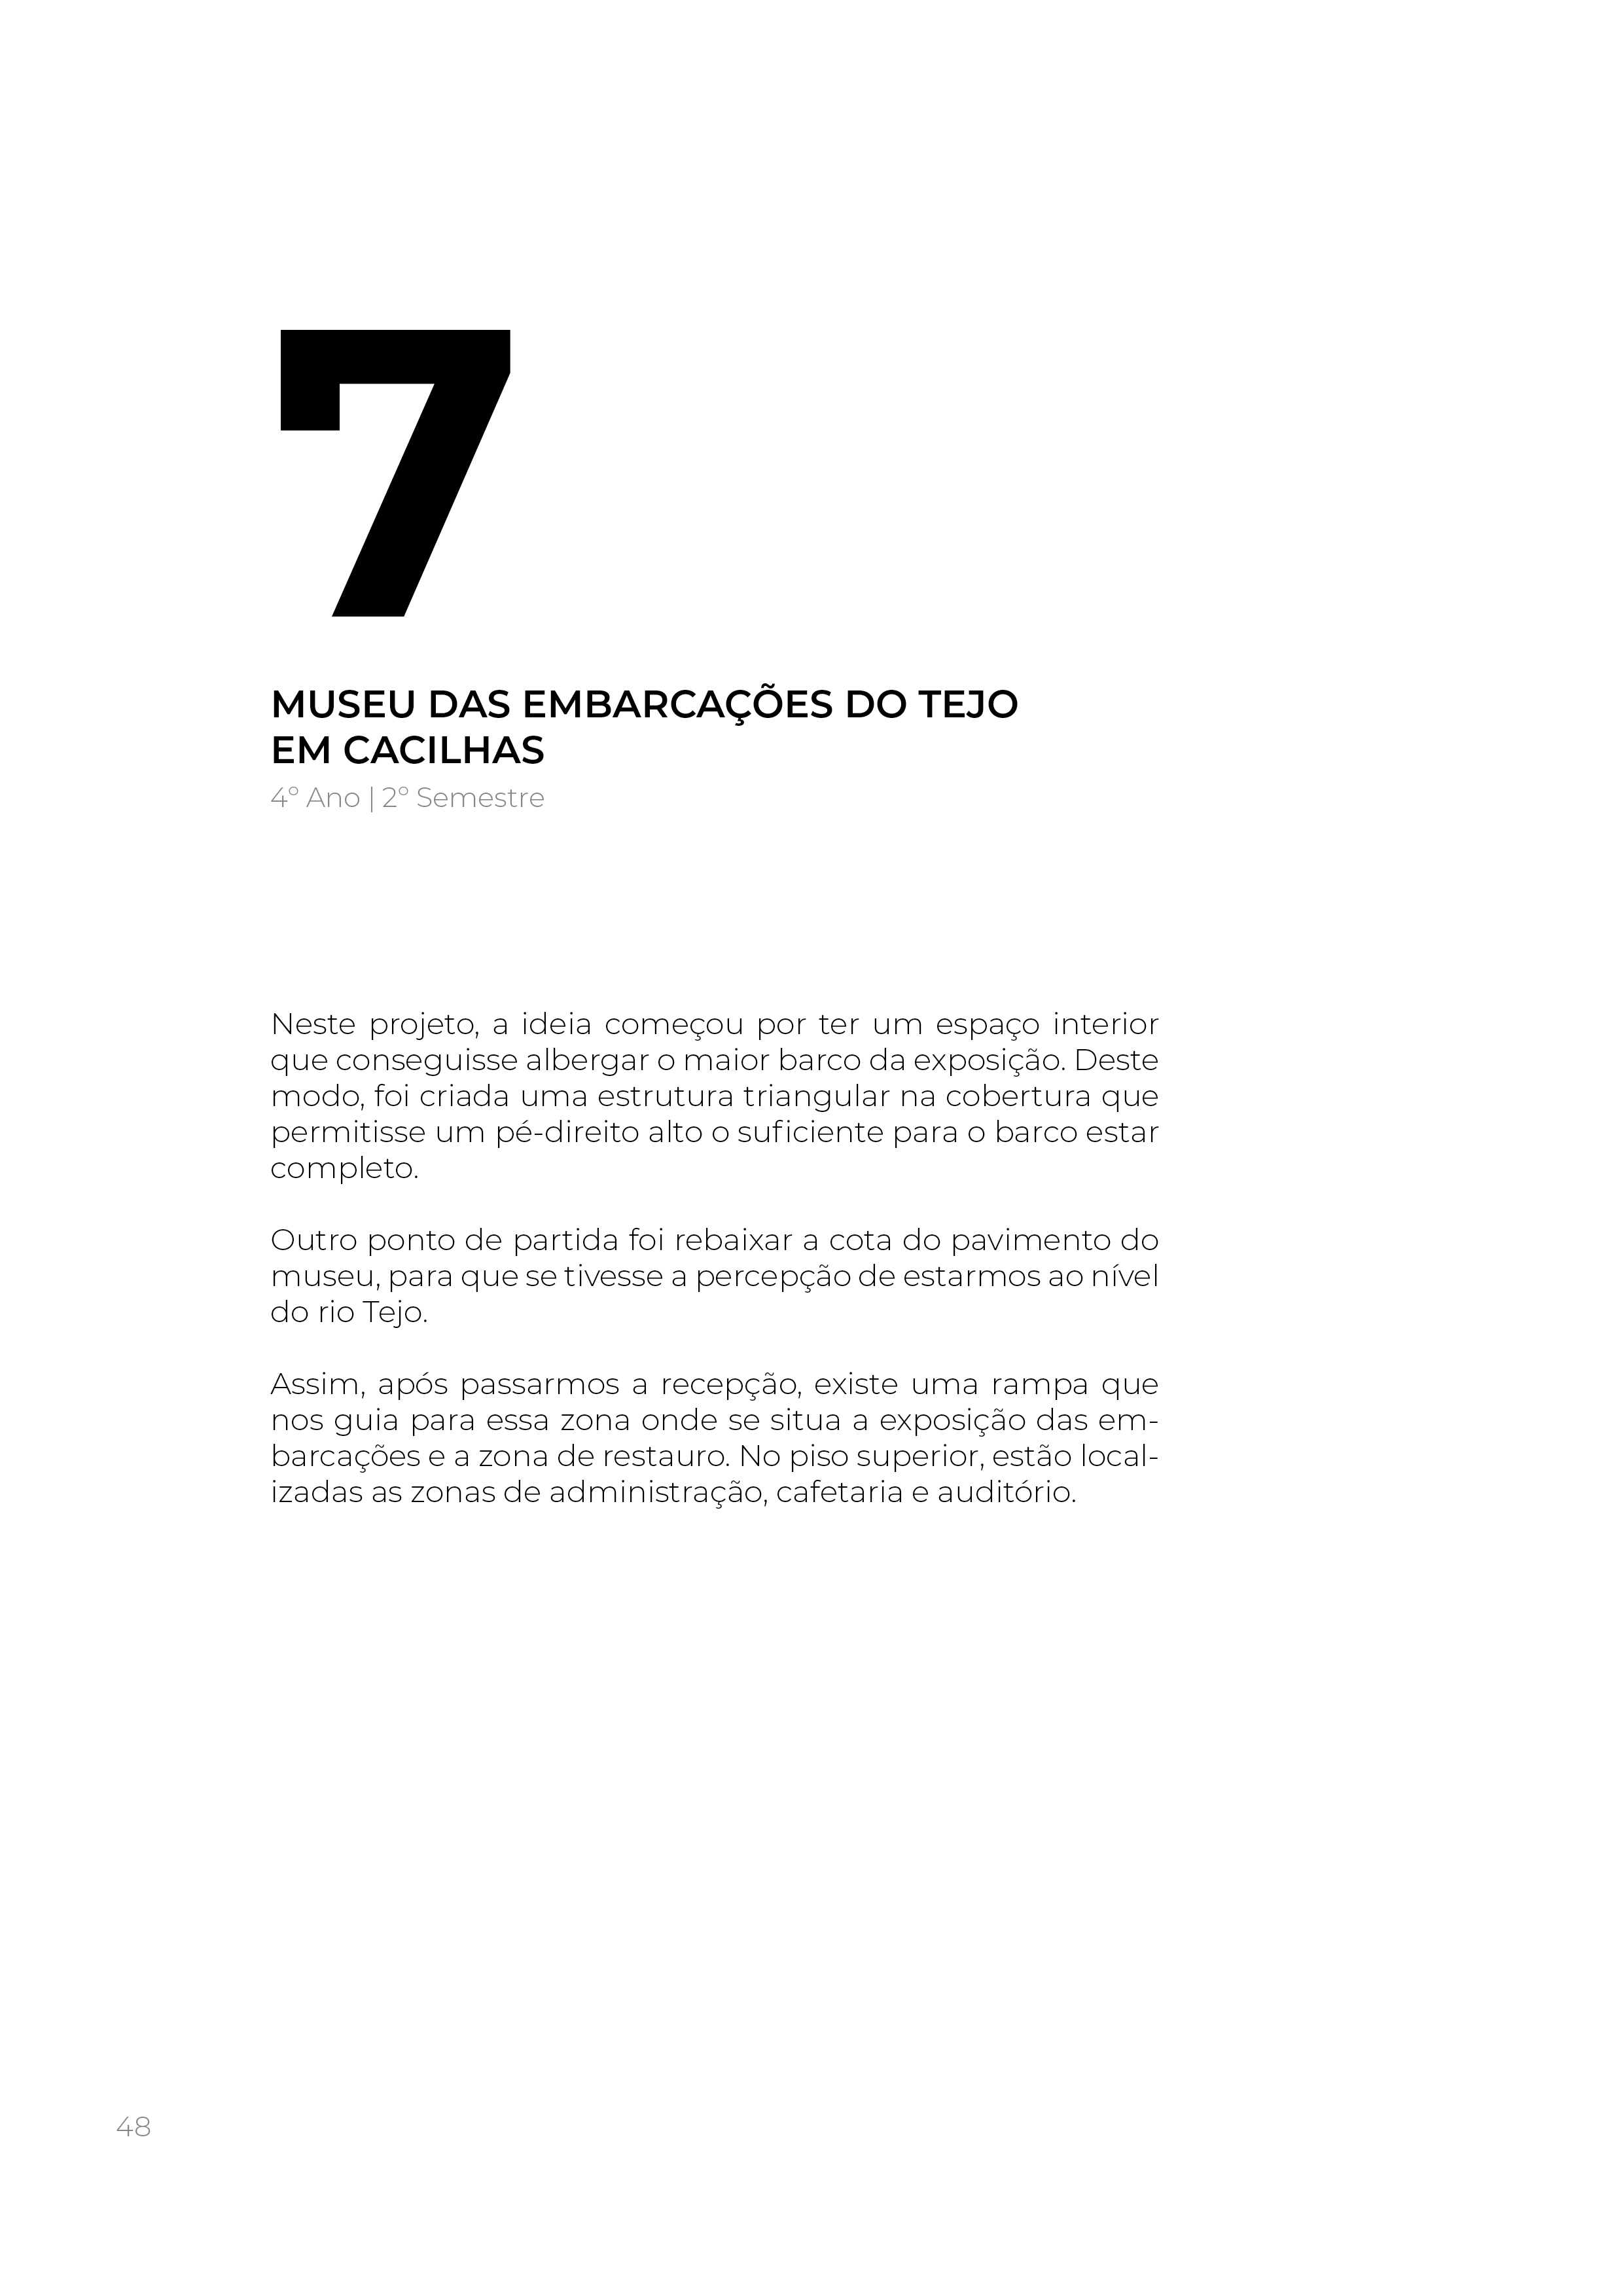 7
MUSEU DAS EMBARCAÇÕES DO TEJO
EM CACILHAS
4º Ano | 2º Semestre
Neste projeto, a ideia começou por ter um espaço interior
que conseguisse albergar o maior barco da exposição. Deste
modo, foi criada uma estrutura triangular na cobertura que
permitisse um pé-direito alto o suficiente para o barco estar
completo.
Outro ponto de partida foi rebaixar a cota do pavimento do
museu, para que se tivesse a percepção de estarmos ao nível
do rio Tejo.
Assim, após passarmos a recepção, existe uma rampa que
nos guia para essa zona onde se situa a exposição das em-
barcações e a zona de restauro. No piso superior, estão local-
izadas as zonas de administração, cafetaria e auditório.
48